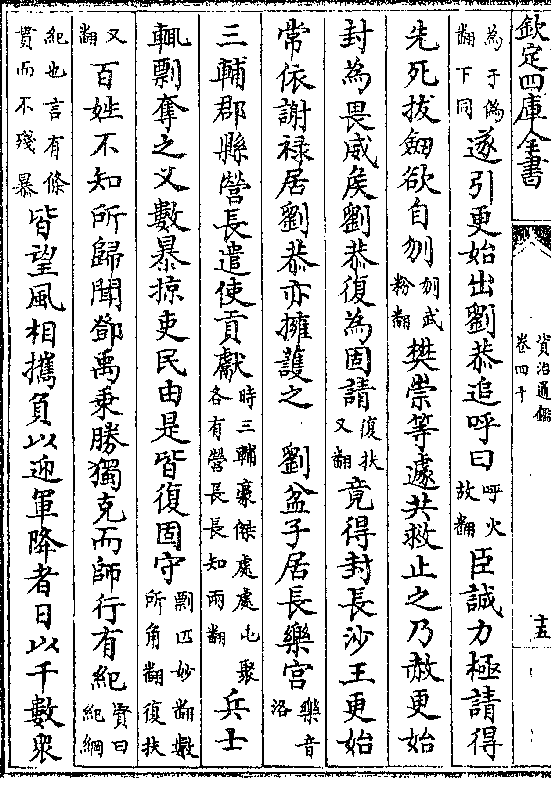 欽定四庫全書
資治通鑑
卷四十
十五
為于偽翻下同遂引更始出劉恭追呼曰呼火故翻臣誠力極請得
先死拔劒欲自刎刎武粉翻樊崇等遽共救止之乃赦更始
封為畏威侯劉恭復為固請復扶又翻竟得封長沙王更始
常依謝禄居劉恭亦擁護之 劉盆子居長樂宫樂音洛
三輔郡縣營長遣使貢獻時三輔豪傑處處屯聚各有營長長知兩翻兵士
輒剽奪之又數暴掠吏民由是皆復固守剽匹妙翻數所角翻復扶
又翻百姓不知所歸聞鄧禹乗勝獨克而師行有紀賢曰紀綱
紀也言有條貫而不殘暴皆望風相攜負以迎軍降者日以千數衆